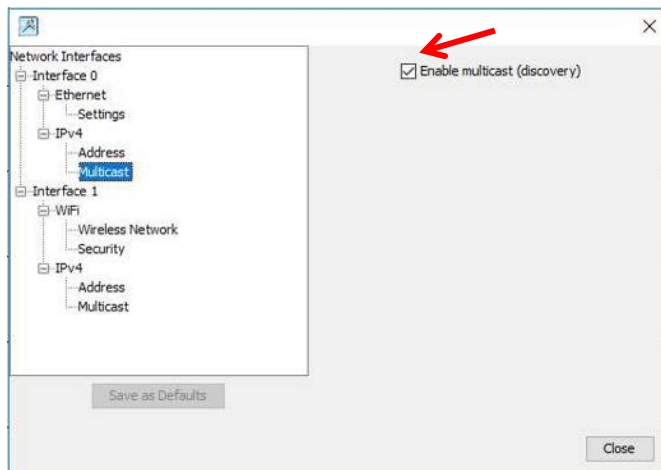 Network Interfaces
Interface 0
Ethernet
Settings
IPv4
Address
Multicast
Interface 1
WiFi
Wireless Network
Security
IPv4
Address
Multicast
Enable multicast (discovery)
Save as Defaults
Close